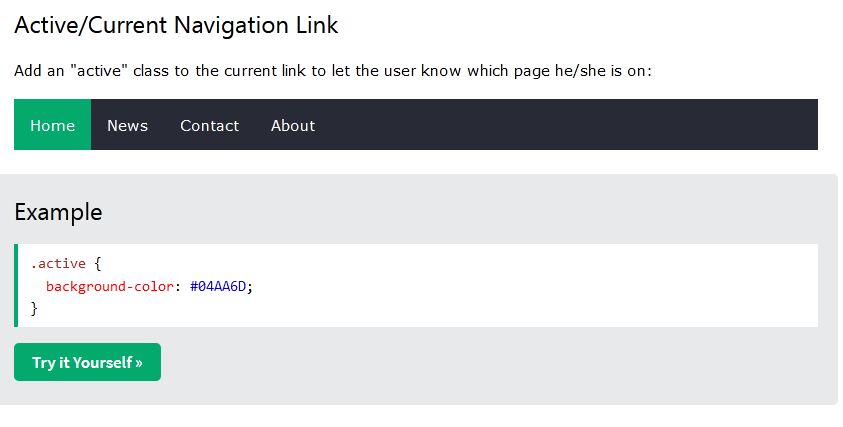 Active/Current Navigation Link
Add an "active" class to the current link to let the user know which page he/she is on:
Home News Contact About
Example
.active {
  background-color: #04AA6D;
}
Try it Yourself »